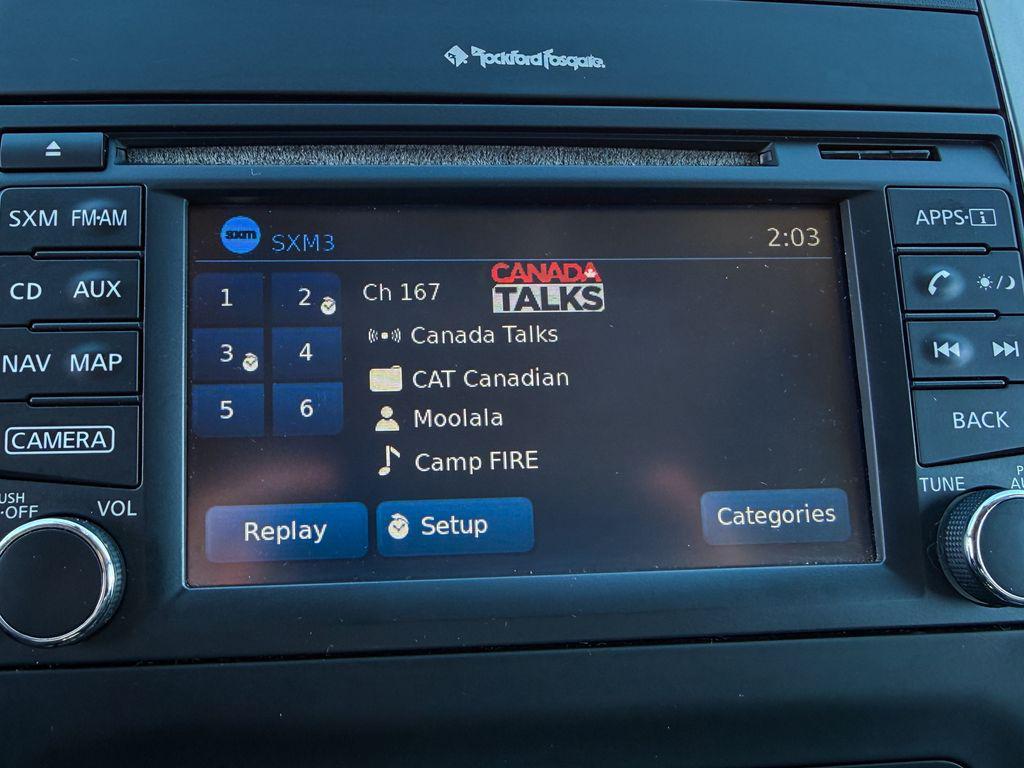 Rockford Fosgate
SXM FM·AM
CD AUX
NAV MAP
CAMERA
VOL
sxm SXM3
2:03
1 2
3 4
5 6
Ch 167
CANADA
TALKS
Canada Talks
CAT Canadian
Moolala
Camp FIRE
Replay
Setup
Categories
APPS·i
BACK
TUNE